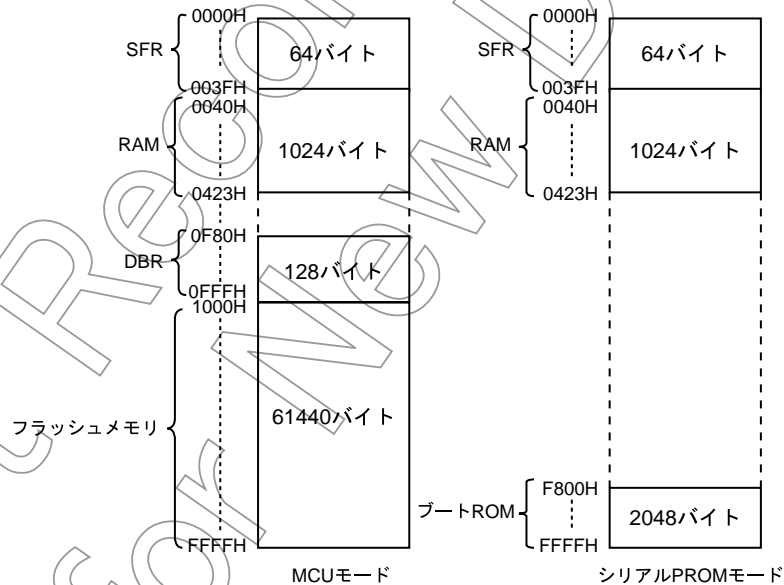 0000H
SFR
64バイト
003FH
0040H
RAM
1024バイト
0423H
0F80H
DBR
128バイト
0FFFH
1000H
フラッシュメモリ
61440バイト
FFFFH
MCUモード
0000H
SFR
64バイト
003FH
0040H
RAM
1024バイト
0423H
F800H
ブートROM
2048バイト
FFFFH
シリアルPROMモード
for New